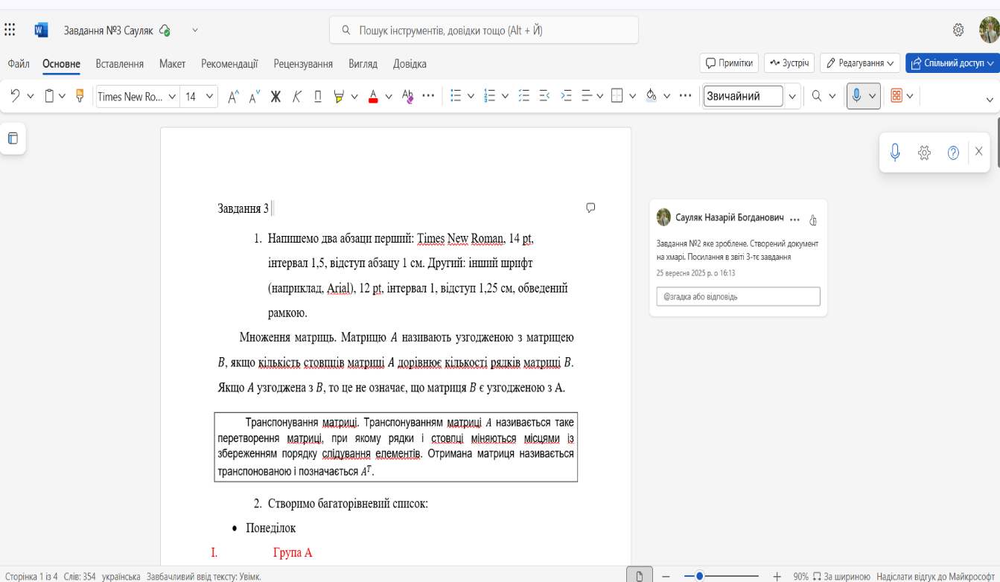 Завдання №3 Сауляк
Пошук інструментів, довідки тощо (Alt + Й)
Файл Основне Вставлення Макет Рекомендації Рецензування Вигляд Довідка
Примітки Зустріч Редагування Спільний доступ
Times New Ro... 14 Ж К П Звичайний
Завдання 3
1. Напишемо два абзаци перший: Times New Roman, 14 pt,
інтервал 1,5, відступ абзацу 1 см. Другий: інший шрифт
(наприклад, Arial), 12 pt, інтервал 1, відступ 1,25 см, обведений
рамкою.
Множення матриць. Матрицю A називають узгодженою з матрицею
B, якщо кількість стовпців матриці A дорівнює кількості рядків матриці B.
Якщо A узгоджена з B, то це не означає, що матриця B є узгодженою з А.
Транспонування матриці. Транспонуванням матриці A називається таке
перетворення матриці, при якому рядки і стовпці міняються місцями із
збереженням порядку слідування елементів. Отримана матриця називається
транспонованою і позначається Aᵀ.
2. Створимо багаторівневий список:
• Понеділок
I. Група А
Сауляк Назарій Богданович ...
Завдання №2 яке зроблене. Створений документ
на хмарі. Посилання в звіті 3-тє завдання
25 вересня 2025 р. о 16:13
@згадка або відповідь
Сторінка 1 із 4 Слів: 354 українська Завбачливий ввід тексту: Увімк. 90% За шириною Надіслати відгук до Майкрософт